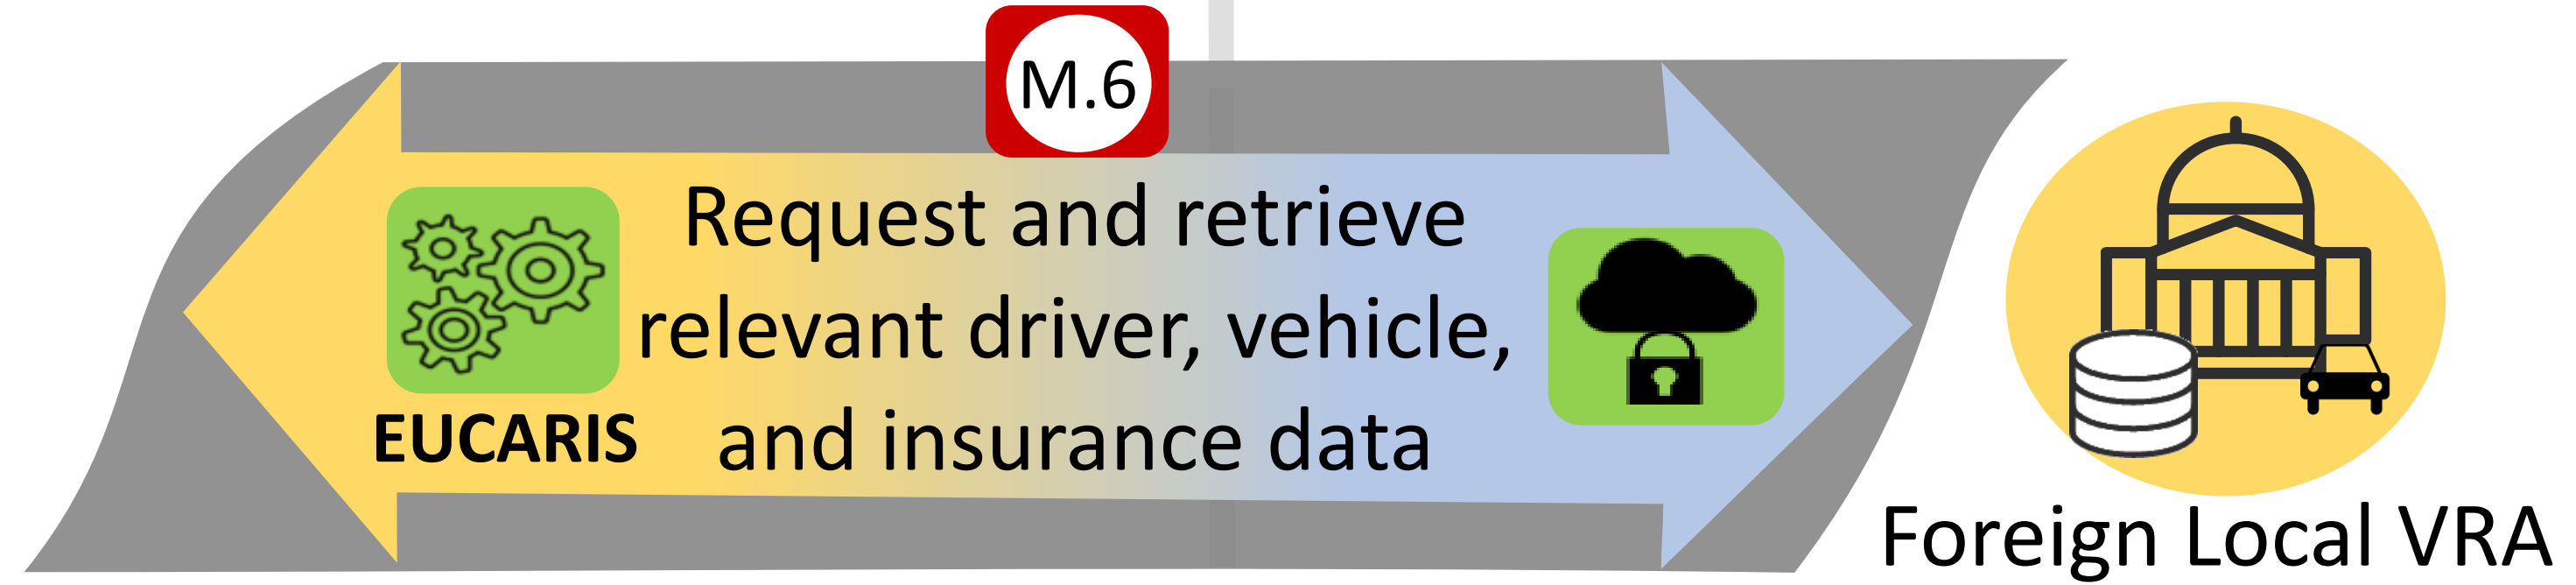 M.6
Request and retrieve
relevant driver, vehicle,
and insurance data
EUCARIS
Foreign Local VRA